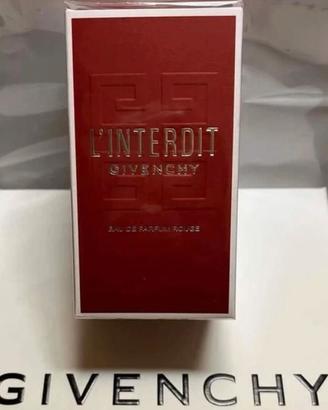 L'INTERDIT
GIVENCHY
EAU DE PARFUM ROUGE
GIVENCHY